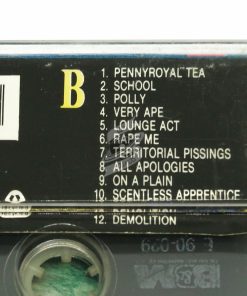 B
1. PENNYROYAL TEA
2. SCHOOL
3. POLLY
4. VERY APE
5. LOUNGE ACT
6. RAPE ME
7. TERRITORIAL PISSINGS
8. ALL APOLOGIES
9. ON A PLAIN
10. SCENTLESS APPRENTICE
12. DEMOLITION